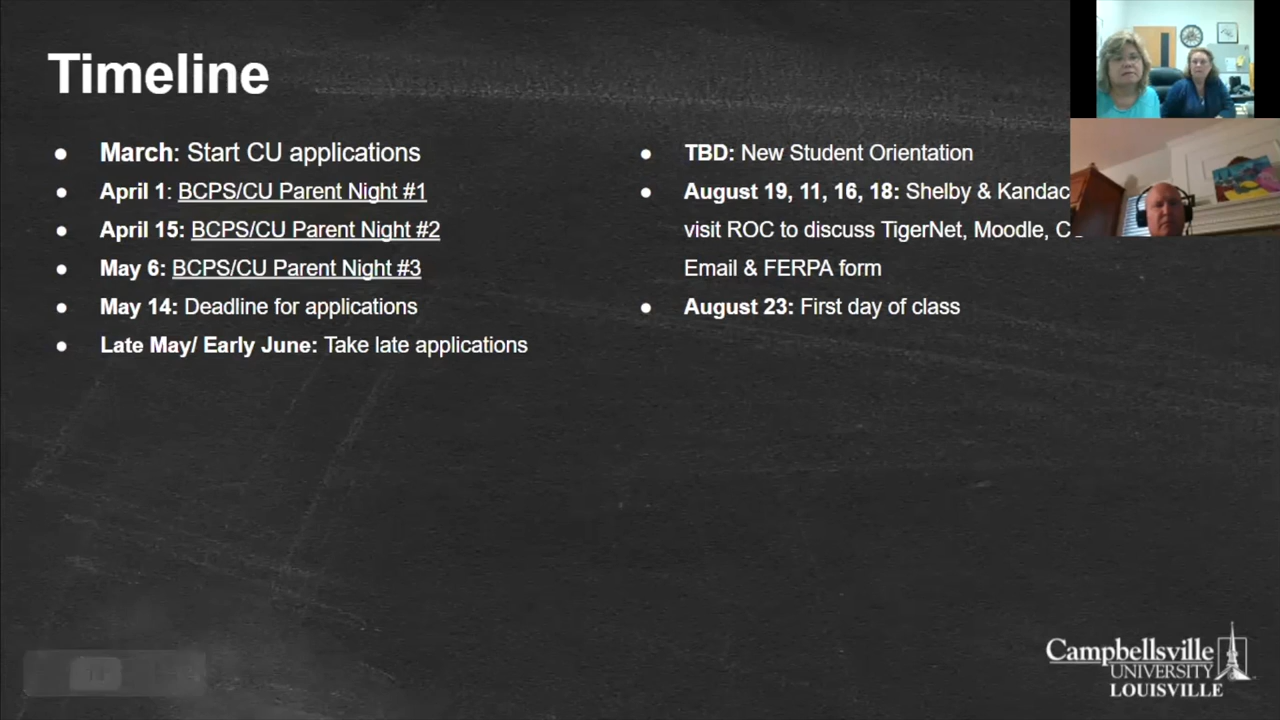 Timeline
● March: Start CU applications
● April 1: BCPS/CU Parent Night #1
● April 15: BCPS/CU Parent Night #2
● May 6: BCPS/CU Parent Night #3
● May 14: Deadline for applications
● Late May/ Early June: Take late applications
● TBD: New Student Orientation
● August 19, 11, 16, 18: Shelby &
visit ROC to discuss TigerNet, Moodle,
Email & FERPA form
● August 23: First day of class
Campbellsville
UNIVERSITY
LOUISVILLE